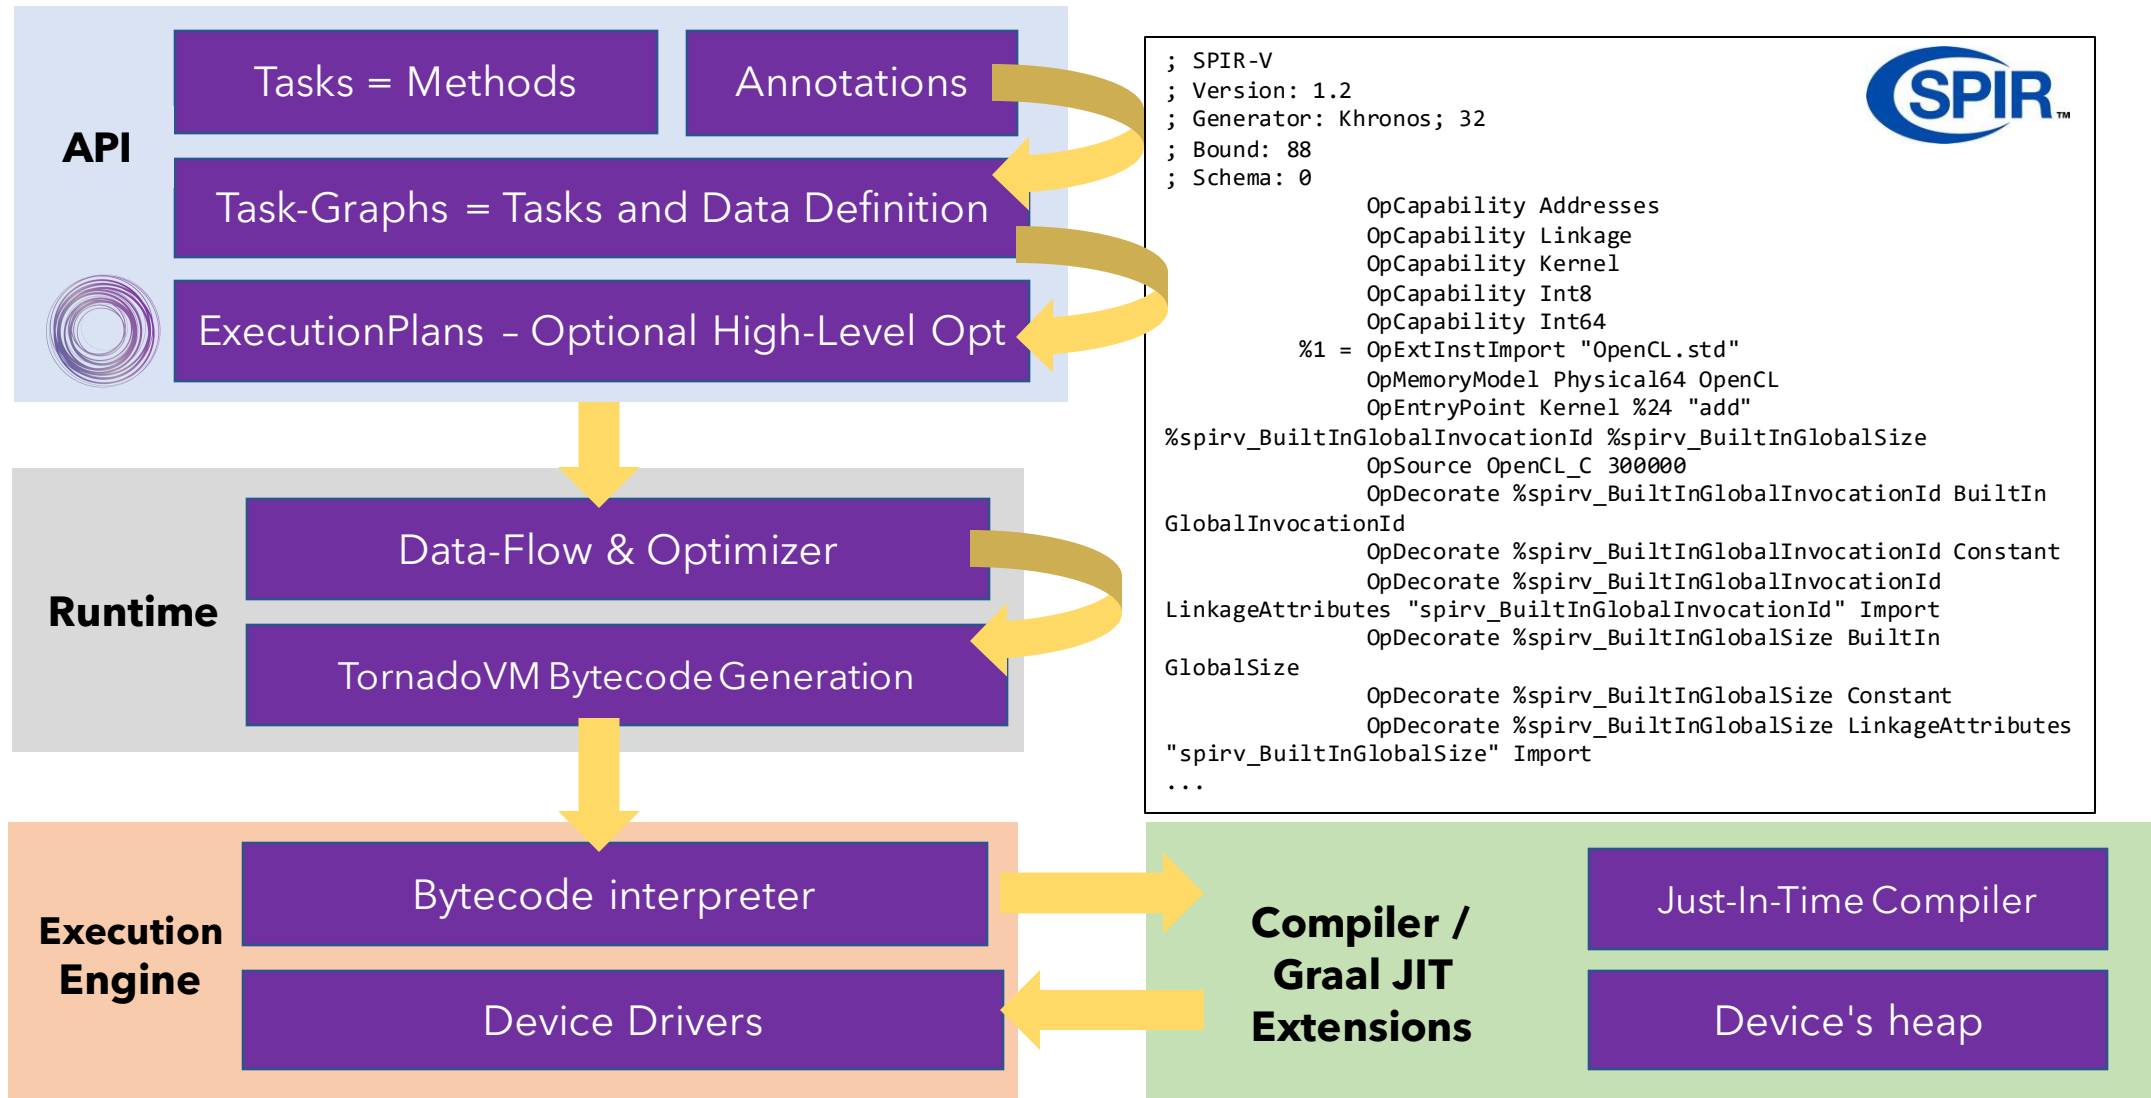 API
Tasks = Methods
Annotations
Task-Graphs = Tasks and Data Definition
ExecutionPlans – Optional High-Level Opt
Runtime
Data-Flow & Optimizer
TornadoVM Bytecode Generation
Execution
Engine
Bytecode interpreter
Device Drivers
SPIR™
; SPIR-V
; Version: 1.2
; Generator: Khronos; 32
; Bound: 88
; Schema: 0
OpCapability Addresses
OpCapability Linkage
OpCapability Kernel
OpCapability Int8
OpCapability Int64
%1 = OpExtInstImport "OpenCL.std"
OpMemoryModel Physical64 OpenCL
OpEntryPoint Kernel %24 "add"
%spirv_BuiltInGlobalInvocationId %spirv_BuiltInGlobalSize
OpSource OpenCL_C 300000
OpDecorate %spirv_BuiltInGlobalInvocationId BuiltIn
GlobalInvocationId
OpDecorate %spirv_BuiltInGlobalInvocationId Constant
OpDecorate %spirv_BuiltInGlobalInvocationId
LinkageAttributes "spirv_BuiltInGlobalInvocationId" Import
OpDecorate %spirv_BuiltInGlobalSize BuiltIn
GlobalSize
OpDecorate %spirv_BuiltInGlobalSize Constant
OpDecorate %spirv_BuiltInGlobalSize LinkageAttributes
"spirv_BuiltInGlobalSize" Import
...
Compiler /
Graal JIT
Extensions
Just-In-Time Compiler
Device's heap